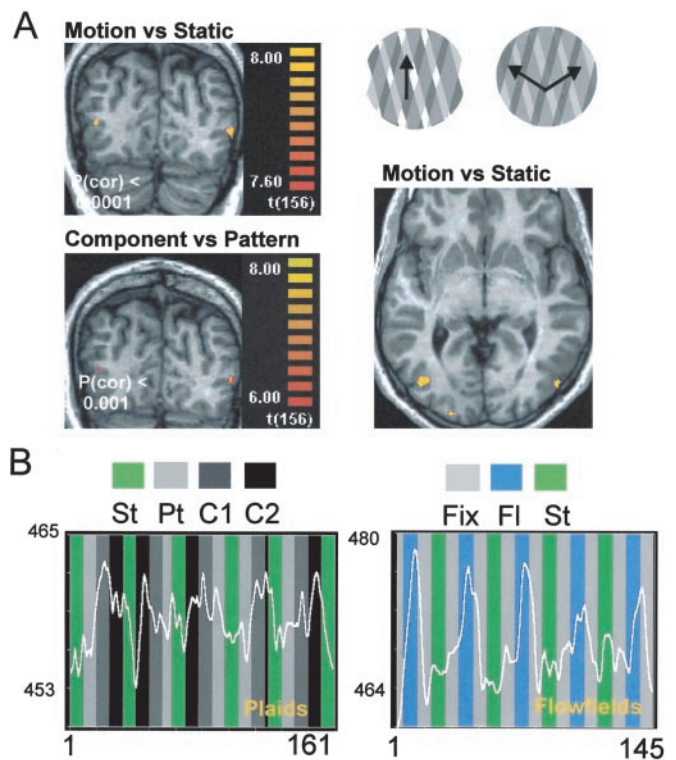 A
Motion vs Static
8.00
P(cor) <
0.0001
7.60
t(156)
Component vs Pattern
8.00
P(cor) <
0.001
6.00
t(156)
Motion vs Static
B
St Pt C1 C2
465
453
Plaids
1 161
Fix Fl St
480
464
Flowfields
1 145